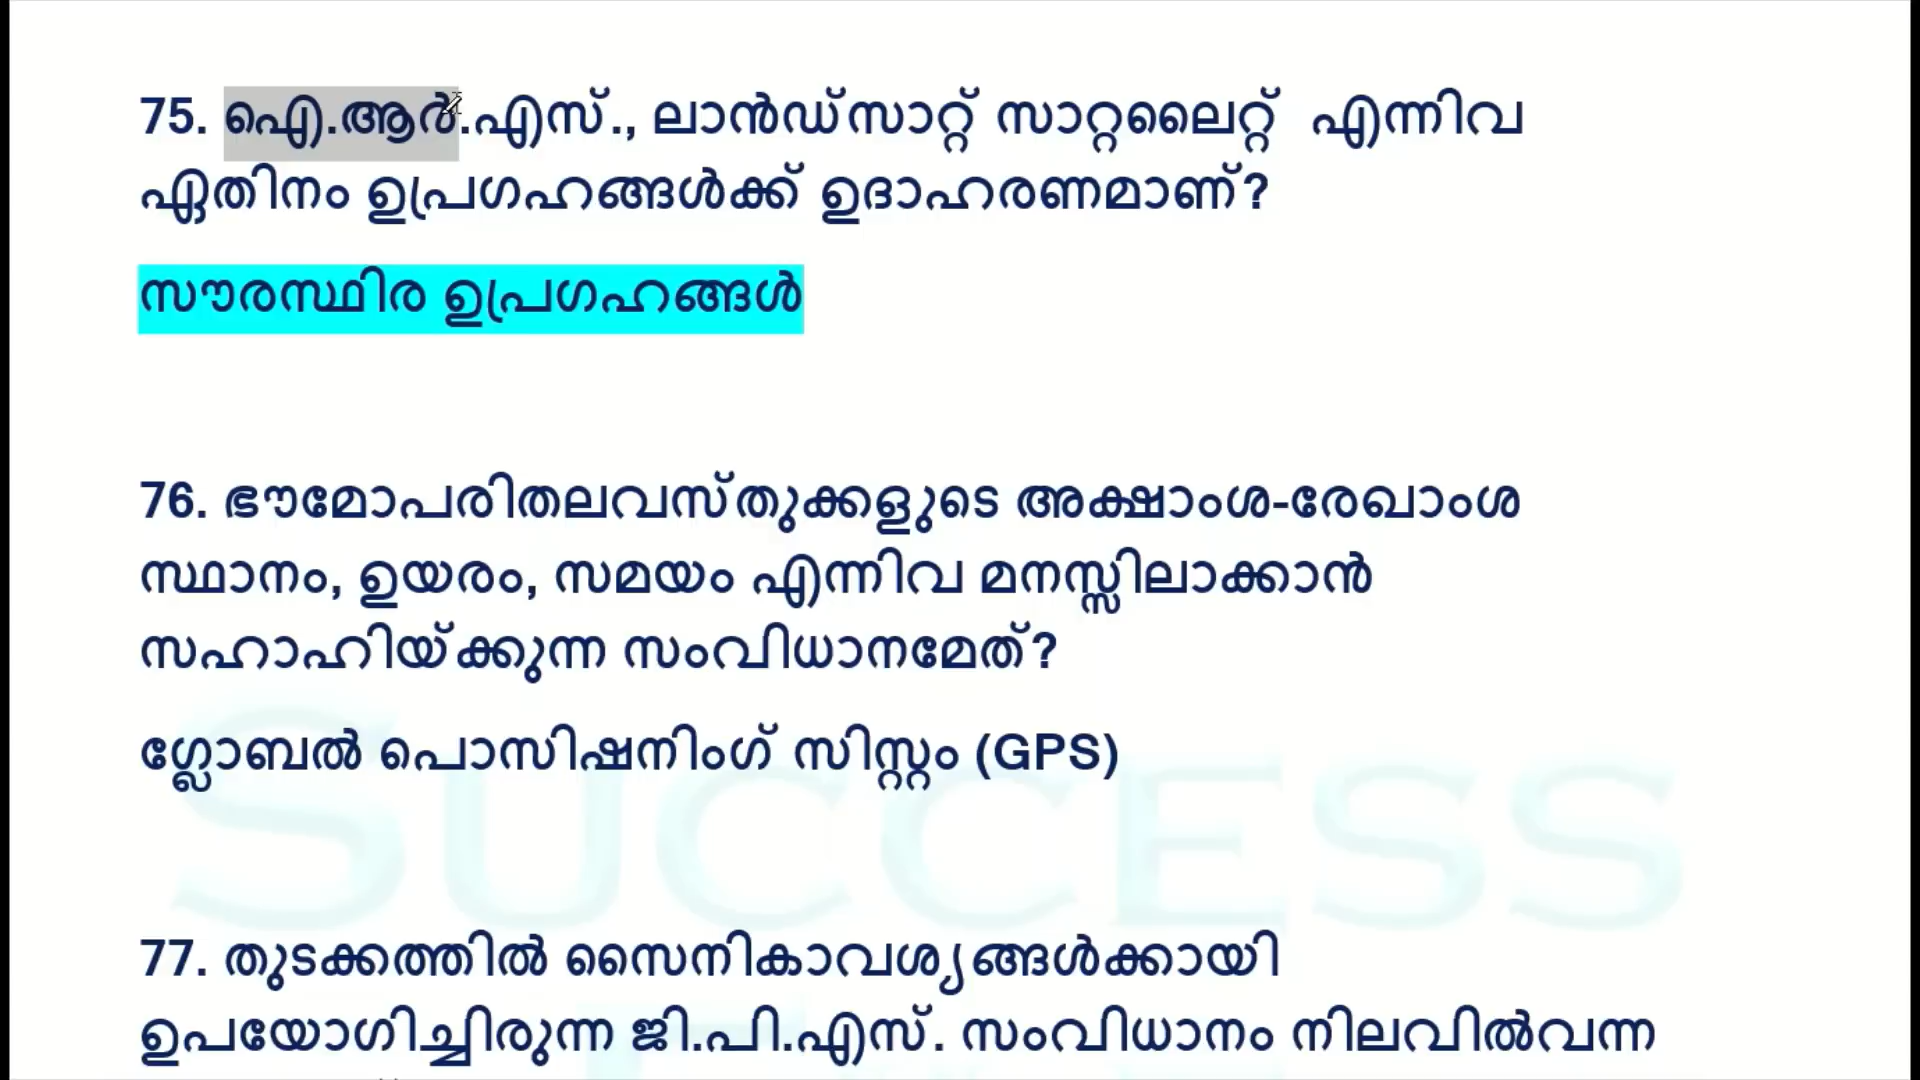 75. ഐ.ആർ.എസ്., ലാൻഡ്‌സാറ്റ് സാറ്റലൈറ്റ് എന്നിവ
ഏതിനം ഉപ്രഗഹങ്ങൾക്ക് ഉദാഹരണമാണ്?
സൗരസ്ഥിര ഉപ്രഗഹങ്ങൾ
76. ഭൗമോപരിതലവസ്തുക്കളുടെ അക്ഷാംശ-രേഖാംശ
സ്ഥാനം, ഉയരം, സമയം എന്നിവ മനസ്സിലാക്കാൻ
സഹാഹിയ്ക്കുന്ന സംവിധാനമേത്?
ഗ്ലോബൽ പൊസിഷനിംഗ് സിസ്റ്റം (GPS)
SUCCESS
77. തുടക്കത്തിൽ സൈനികാവശ്യങ്ങൾക്കായി
ഉപയോഗിച്ചിരുന്ന ജി.പി.എസ്. സംവിധാനം നിലവിൽവന്ന